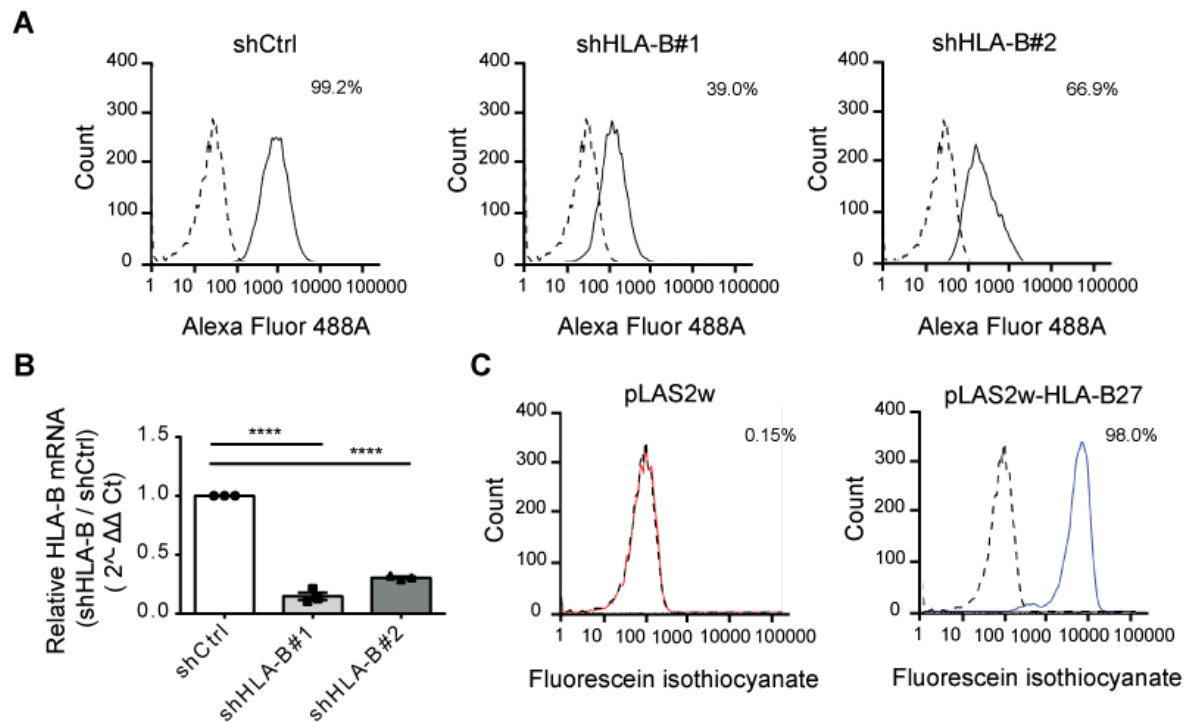 A
shCtrl
400
300
200
100
0
Count
99.2%
1 10 100 1000 10000 100000
Alexa Fluor 488A
shHLA-B#1
400
300
200
100
0
Count
39.0%
1 10 100 1000 10000 100000
Alexa Fluor 488A
shHLA-B#2
400
300
200
100
0
Count
66.9%
1 10 100 1000 10000 100000
Alexa Fluor 488A
B
Relative HLA-B mRNA
(shHLA-B / shCtrl)
( 2^- ΔΔ Ct)
1.5
1.0
0.5
0.0
****
****
shCtrl
shHLA-B#1
shHLA-B#2
C
pLAS2w
400
300
200
100
0
Count
0.15%
1 10 100 1000 10000 100000
Fluorescein isothiocyanate
pLAS2w-HLA-B27
400
300
200
100
0
Count
98.0%
1 10 100 1000 10000 100000
Fluorescein isothiocyanate